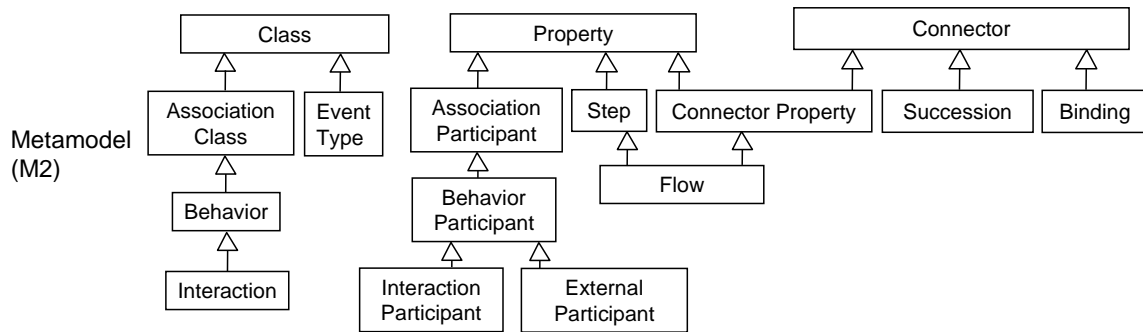 Class
Property
Connector
Association
Class
Event
Type
Association
Participant
Step
Connector Property
Succession
Binding
Metamodel
(M2)
Behavior
Behavior
Participant
Flow
Interaction
Interaction
Participant
External
Participant